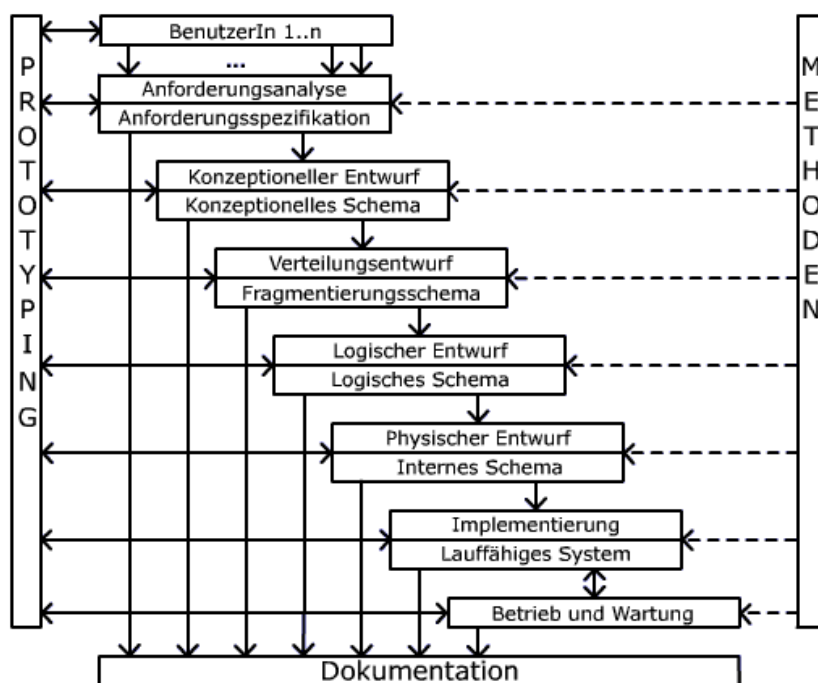 BenutzerIn 1..n
...
Anforderungsanalyse
Anforderungsspezifikation
Konzeptioneller Entwurf
Konzeptionelles Schema
Verteilungsentwurf
Fragmentierungsschema
Logischer Entwurf
Logisches Schema
Physischer Entwurf
Internes Schema
Implementierung
Lauffähiges System
Betrieb und Wartung
Dokumentation
PROTOTYPING
METHODEN